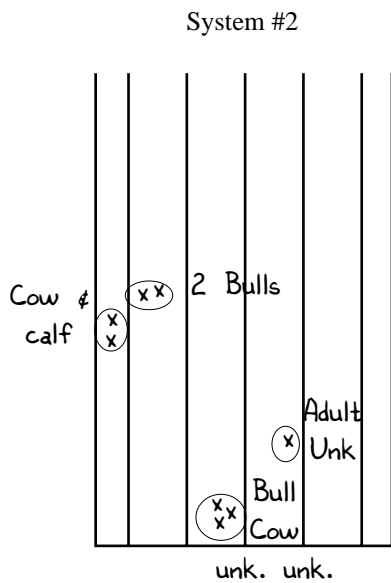 System #2
Cow ¢
calf
2 Bulls
Adult
Unk
Bull
Cow
unk. unk.